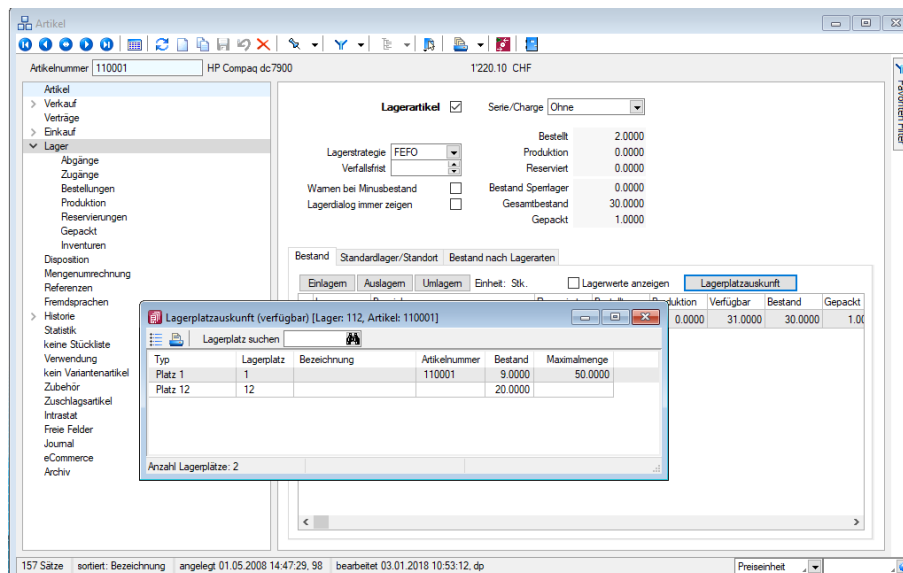 Artikel
Artikelnummer 110001 HP Compaq dc7900 1'220.10 CHF
Favoriten Filter
Artikel
Verkauf
Verträge
Einkauf
Lager
Abgänge
Zugänge
Bestellungen
Produktion
Reservierungen
Gepackt
Inventuren
Disposition
Mengenumrechnung
Referenzen
Fremdsprachen
Historie
Statistik
keine Stückliste
Verwendung
kein Variantenartikel
Zubehör
Zuschlagsartikel
Intrastat
Freie Felder
Journal
eCommerce
Archiv
Lagerartikel Serie/Charge Ohne
Bestellt 2.0000
Lagerstrategie FEFO Produktion 0.0000
Verfallsfrist Reserviert 0.0000
Warnen bei Minusbestand Bestand Sperrlager 0.0000
Lagerdialog immer zeigen Gesamtbestand 30.0000
Gepackt 1.0000
Bestand Standardlager/Standort Bestand nach Lagerarten
Einlagern Auslagern Umlagern Einheit: Stk. Lagerwerte anzeigen Lagerplatzauskunft
Verfügbar Bestand Gepackt
0.0000 31.0000 30.0000 1.00
Lagerplatzauskunft (verfügbar) [Lager: 112, Artikel: 110001]
Lagerplatz suchen
Typ Lagerplatz Bezeichnung Artikelnummer Bestand Maximalmenge
Platz 1 1 110001 9.0000 50.0000
Platz 12 12 20.0000
Anzahl Lagerplätze: 2
157 Sätze sortiert: Bezeichnung angelegt 01.05.2008 14:47:29, 98 bearbeitet 03.01.2018 10:53:12, dp Preiseinheit